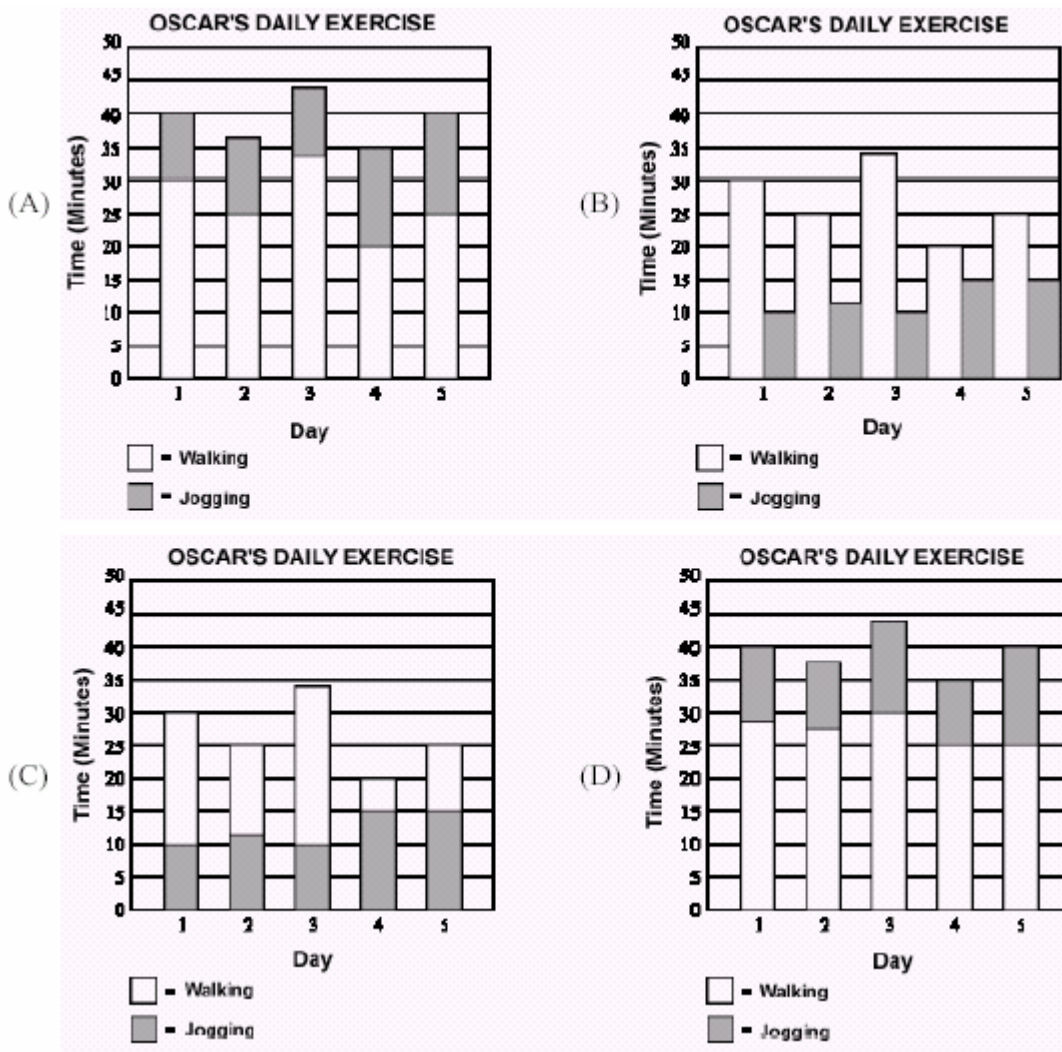 (A)
OSCAR'S DAILY EXERCISE
Time (Minutes)
50
45
40
35
30
25
20
15
10
5
0
1 2 3 4 5
Day
= Walking
= Jogging
(B)
OSCAR'S DAILY EXERCISE
Time (Minutes)
50
45
40
35
30
25
20
15
10
5
0
1 2 3 4 5
Day
= Walking
= Jogging
(C)
OSCAR'S DAILY EXERCISE
Time (Minutes)
50
45
40
35
30
25
20
15
10
5
0
1 2 3 4 5
Day
= Walking
= Jogging
(D)
OSCAR'S DAILY EXERCISE
Time (Minutes)
50
45
40
35
30
25
20
15
10
5
0
1 2 3 4 5
Day
= Walking
= Jogging